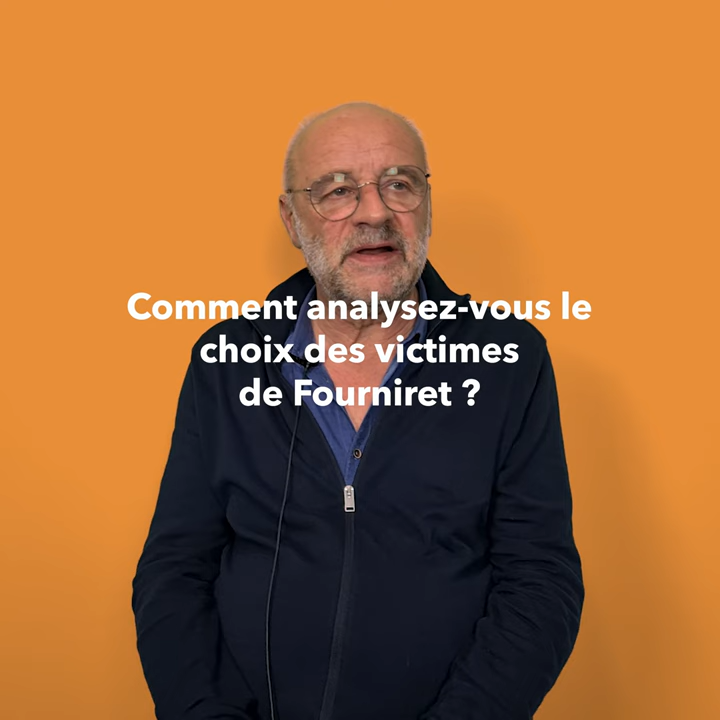 Comment analysez-vous le
choix des victimes
de Fourniret ?